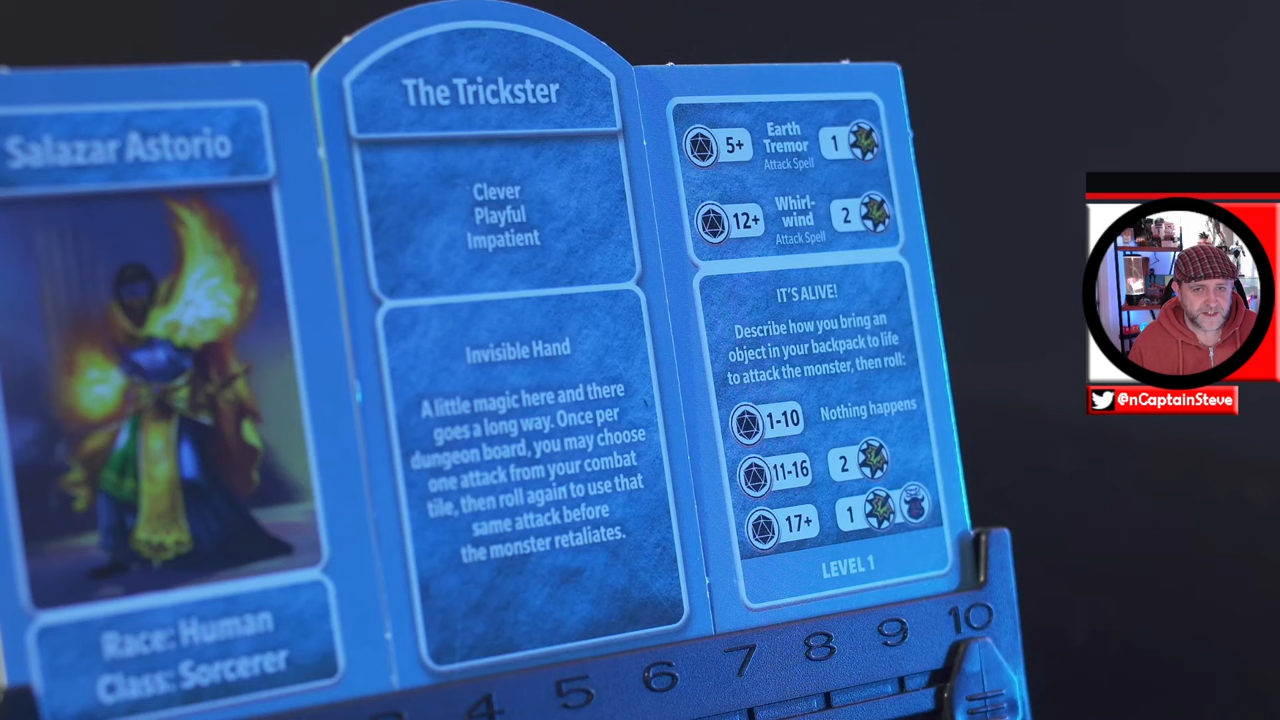 Salazar Astorio
Race: Human
Class: Sorcerer
The Trickster
Clever
Playful
Impatient
Invisible Hand
A little magic here and there
goes a long way. Once per
dungeon board, you may choose
one attack from your combat
tile, then roll again to use that
same attack before
the monster retaliates.
5+ Earth Tremor 1
Attack Spell
12+ Whirl-
wind 2
Attack Spell
IT'S ALIVE!
Describe how you bring an
object in your backpack to life
to attack the monster, then roll:
1-10 Nothing happens
11-16 2
17+ 1
LEVEL 1
4 5 6 7 8 9 10
@nCaptainSteve